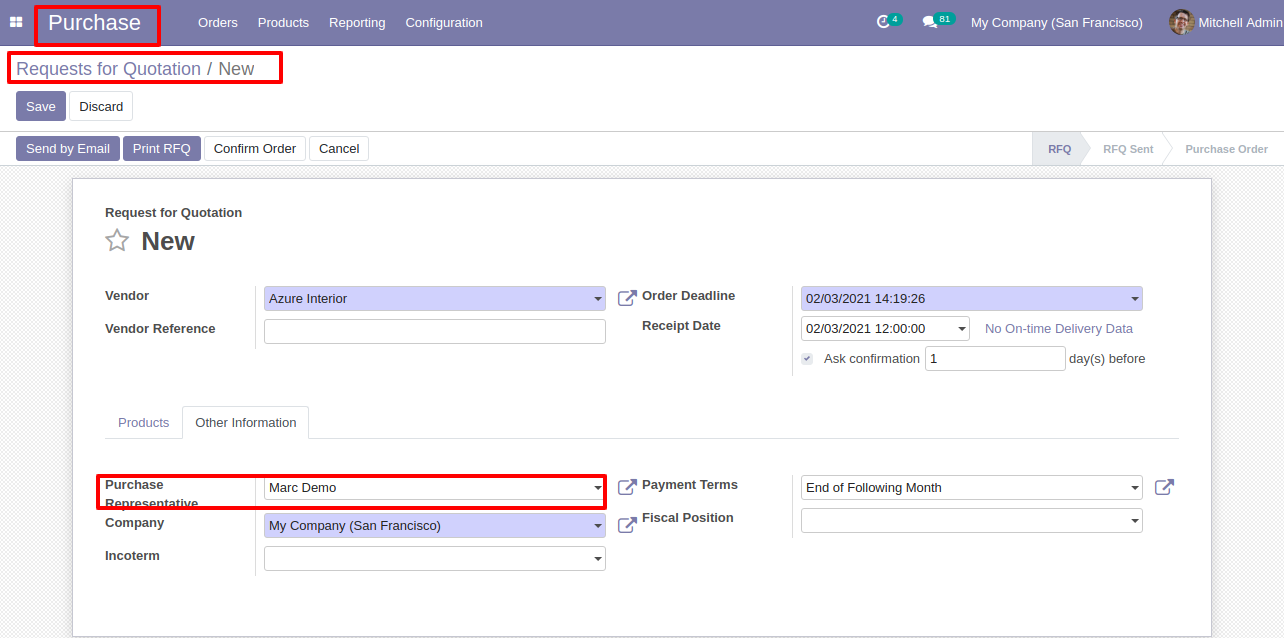 Purchase Orders Products Reporting Configuration 4 81 My Company (San Francisco) Mitchell Admin
Requests for Quotation / New
Save Discard
Send by Email Print RFQ Confirm Order Cancel RFQ RFQ Sent Purchase Order
Request for Quotation
New
Vendor Azure Interior Order Deadline 02/03/2021 14:19:26
Vendor Reference Receipt Date 02/03/2021 12:00:00 No On-time Delivery Data
Ask confirmation 1 day(s) before
Products Other Information
Purchase Representative Marc Demo Payment Terms End of Following Month
Company My Company (San Francisco) Fiscal Position
Incoterm